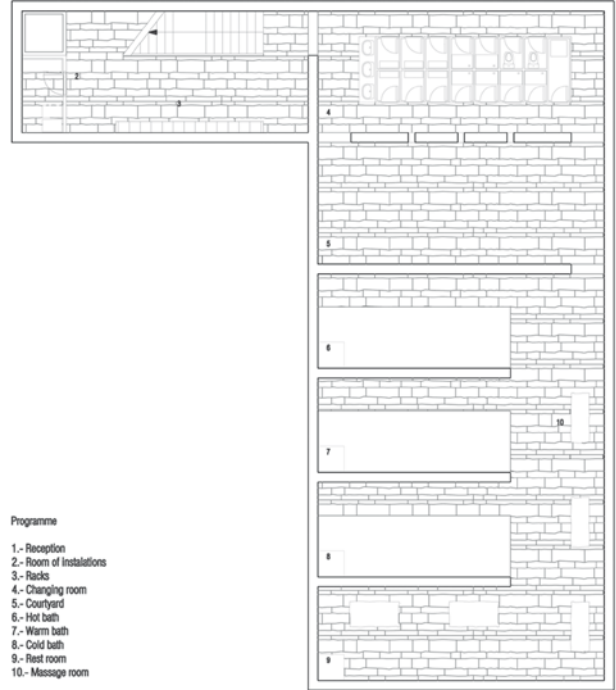 2
3
4
5
6
10
7
8
9
Programme
1.- Reception
2.- Room of Instalations
3.- Racks
4.- Changing room
5.- Courtyard
6.- Hot bath
7.- Warm bath
8.- Cold bath
9.- Rest room
10.- Massage room